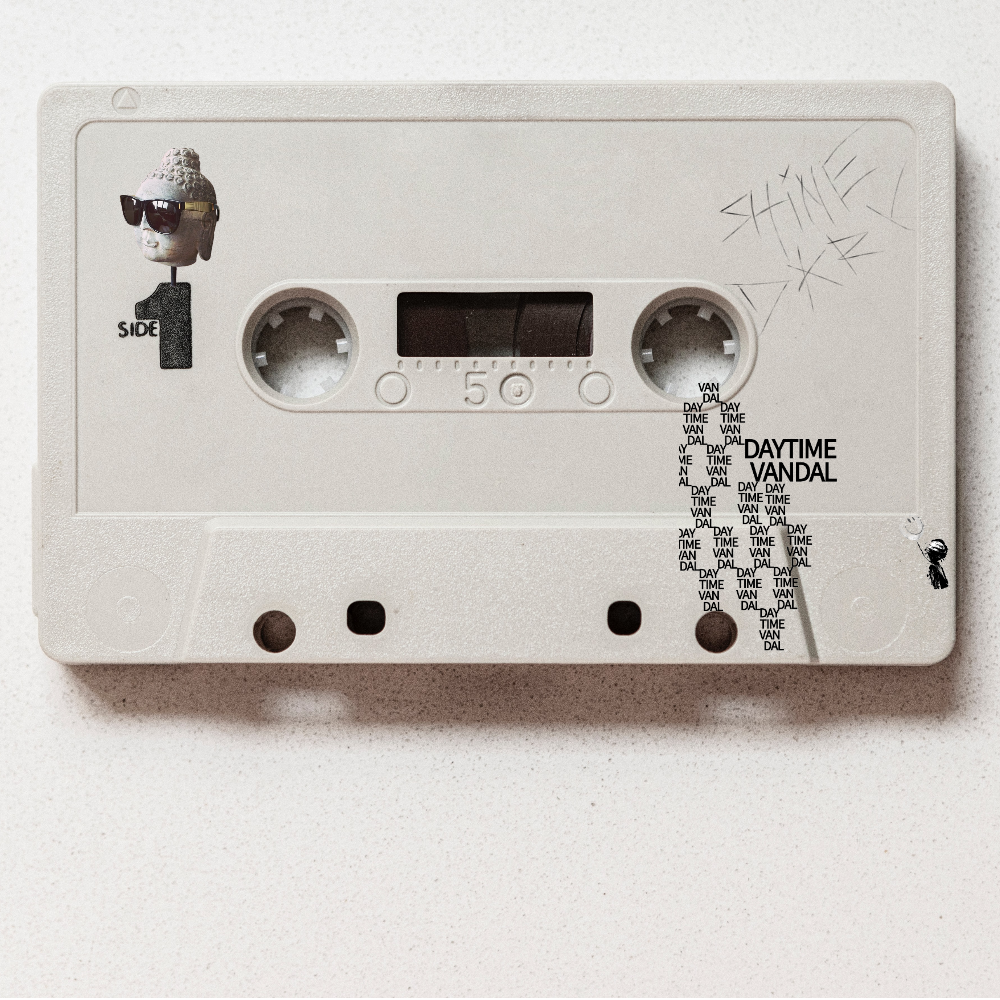 SHiNE
SIDE 1
50
VAN
DAL
DAY DAY
TIME TIME
VAN VAN
DAL DAL
DAY
TIME
VAN
DAL
DAYTIME
VANDAL
DAY DAY DAY
TIME TIME TIME
VAN VAN VAN
DAL DAL DAL
DAY DAY DAY DAY
TIME TIME TIME TIME
VAN VAN VAN VAN
DAL DAL DAL DAL
DAY DAY DAY
TIME TIME TIME
VAN VAN VAN
DAL DAL DAL
DAY
TIME
VAN
DAL